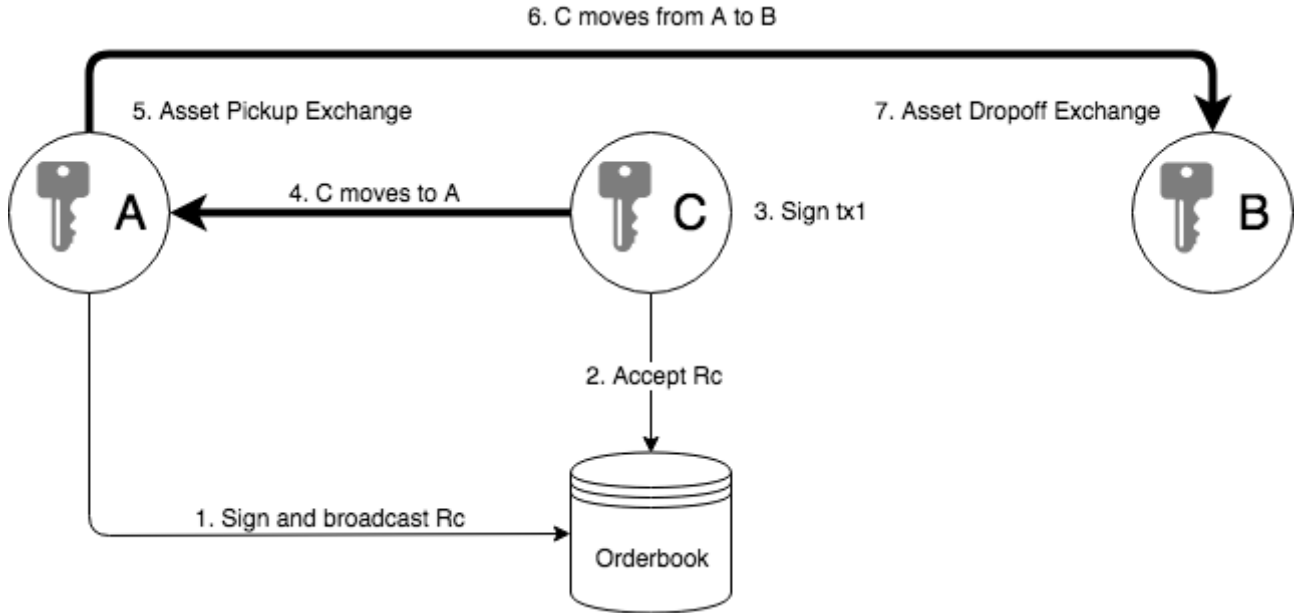 6. C moves from A to B
5. Asset Pickup Exchange
7. Asset Dropoff Exchange
A
4. C moves to A
C
3. Sign tx1
B
2. Accept Rc
1. Sign and broadcast Rc
Orderbook